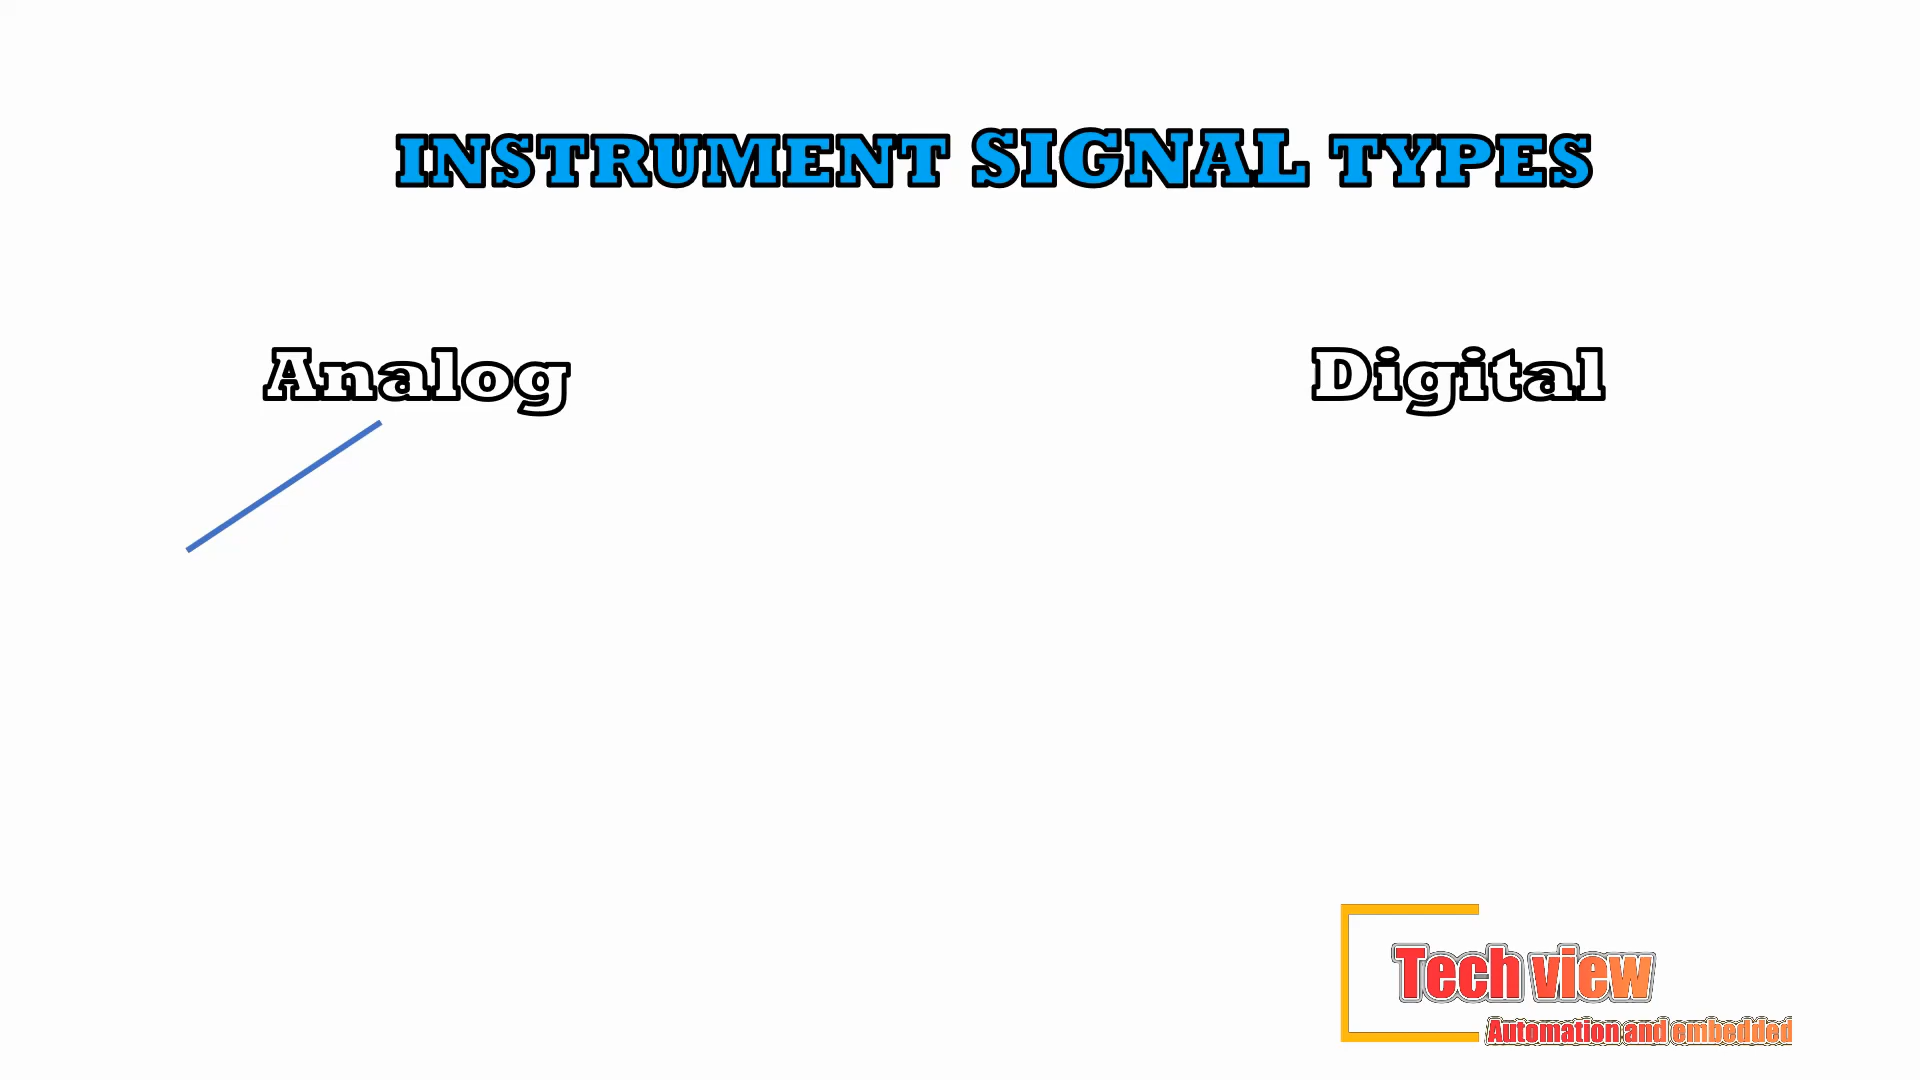 INSTRUMENT SIGNAL TYPES
Analog
Digital
Tech view
Automation and embedded